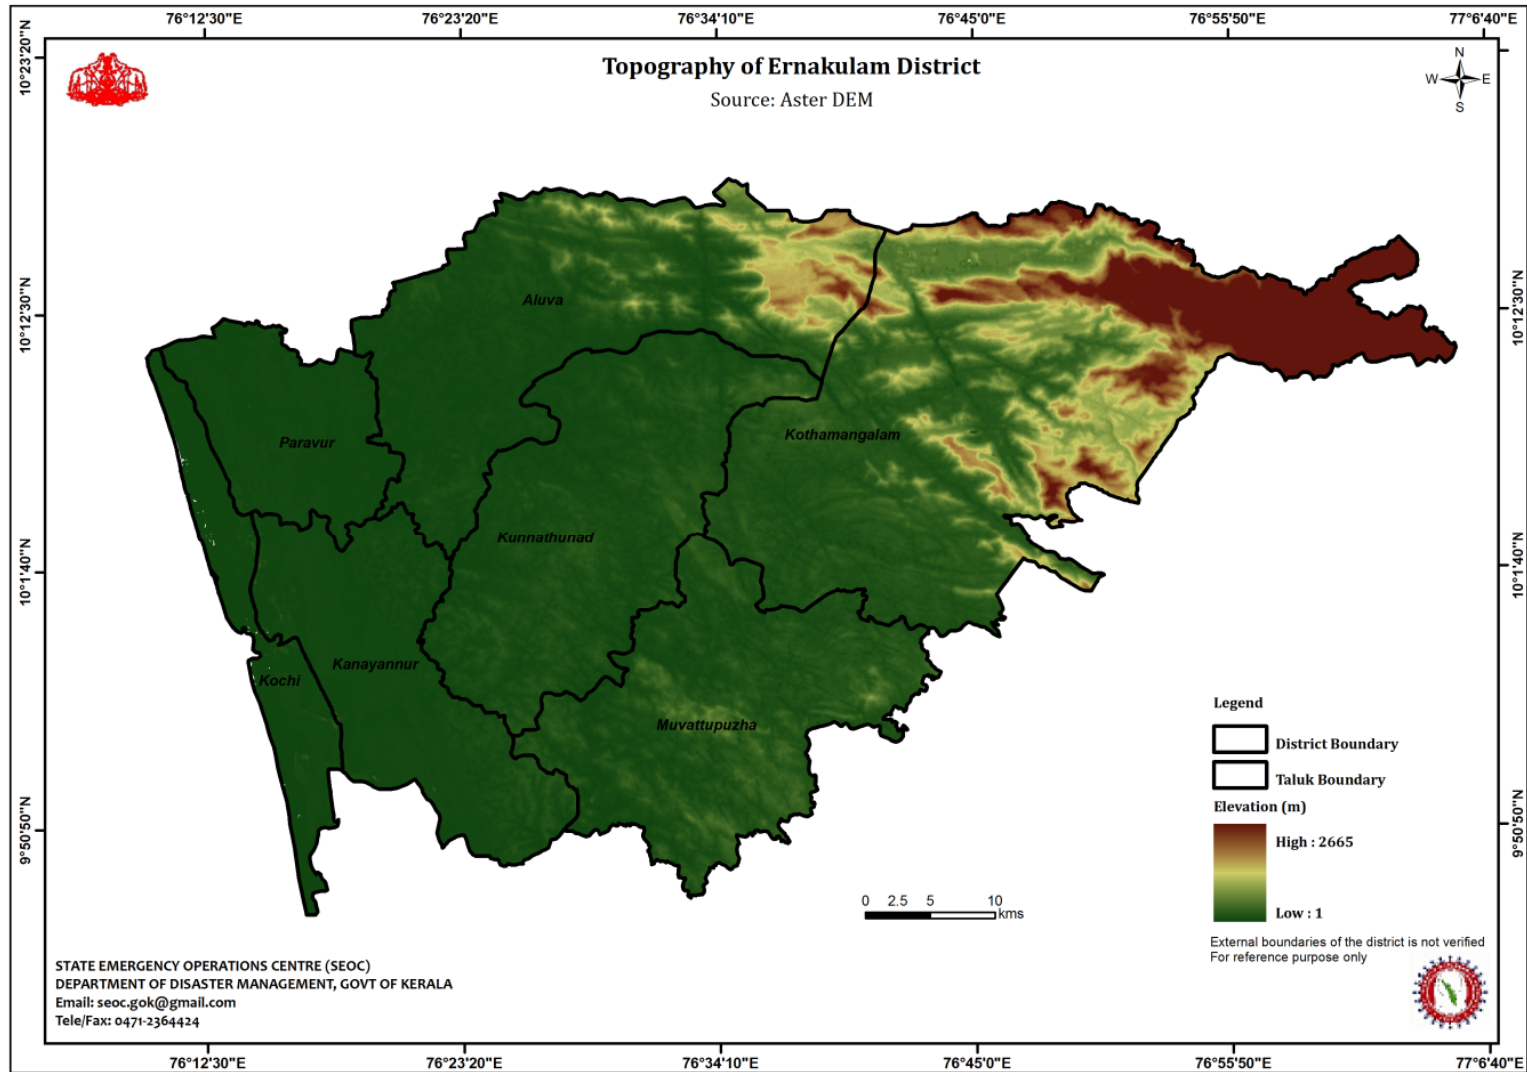 76°12'30"E 76°23'20"E 76°34'10"E 76°45'0"E 76°55'50"E 77°6'40"E
10°23'20"N
Topography of Ernakulam District
Source: Aster DEM
N
W E
S
10°12'30"N 10°12'30"N
Aluva
Paravur
Kothamangalam
Kunnathunad
10°1'40"N 10°1'40"N
Kanayannur
Kochi
Muvattupuzha
9°50'50"N 9°50'50"N
Legend
District Boundary
Taluk Boundary
Elevation (m)
High : 2665
Low : 1
0 2.5 5 10
kms
External boundaries of the district is not verified
For reference purpose only
STATE EMERGENCY OPERATIONS CENTRE (SEOC)
DEPARTMENT OF DISASTER MANAGEMENT, GOVT OF KERALA
Email: seoc.gok@gmail.com
Tele/Fax: 0471-2364424
76°12'30"E 76°23'20"E 76°34'10"E 76°45'0"E 76°55'50"E 77°6'40"E